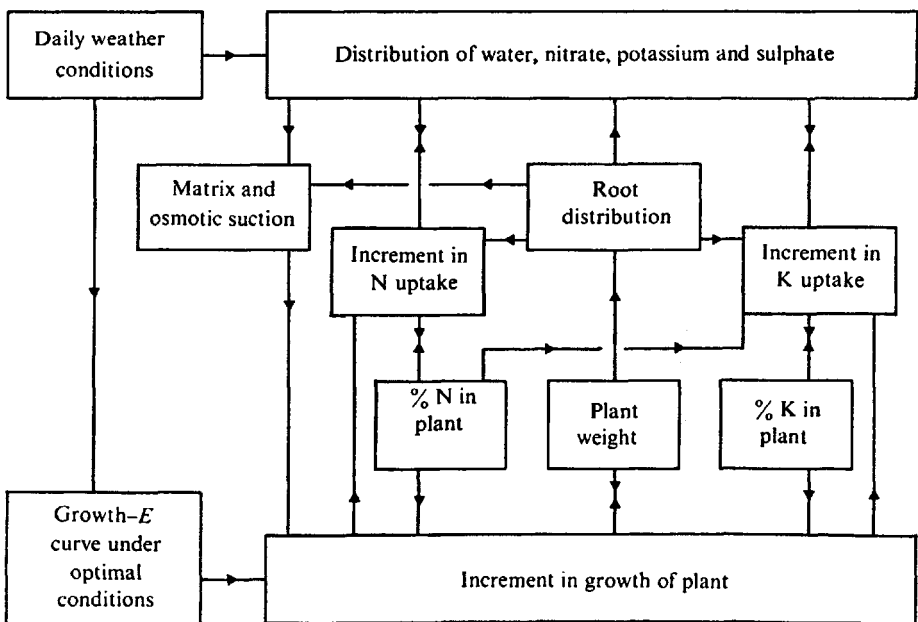 Daily weather
conditions
Distribution of water, nitrate, potassium and sulphate
Matrix and
osmotic suction
Root
distribution
Increment in
N uptake
Increment in
K uptake
% N in
plant
Plant
weight
% K in
plant
Growth–E
curve under
optimal
conditions
Increment in growth of plant